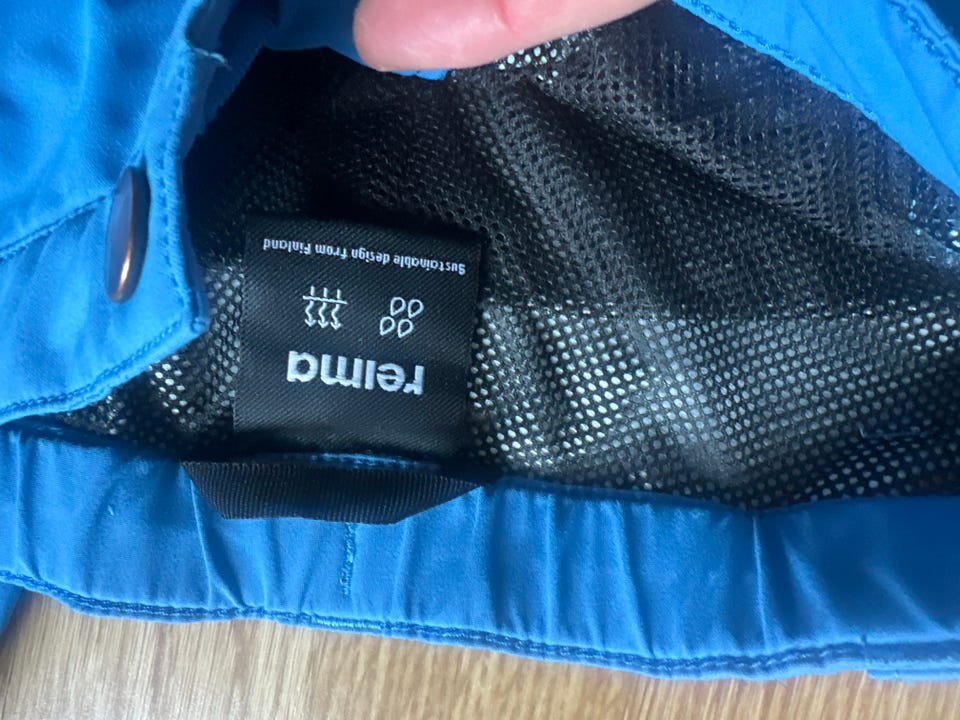 reima
Sustainable design from Finland